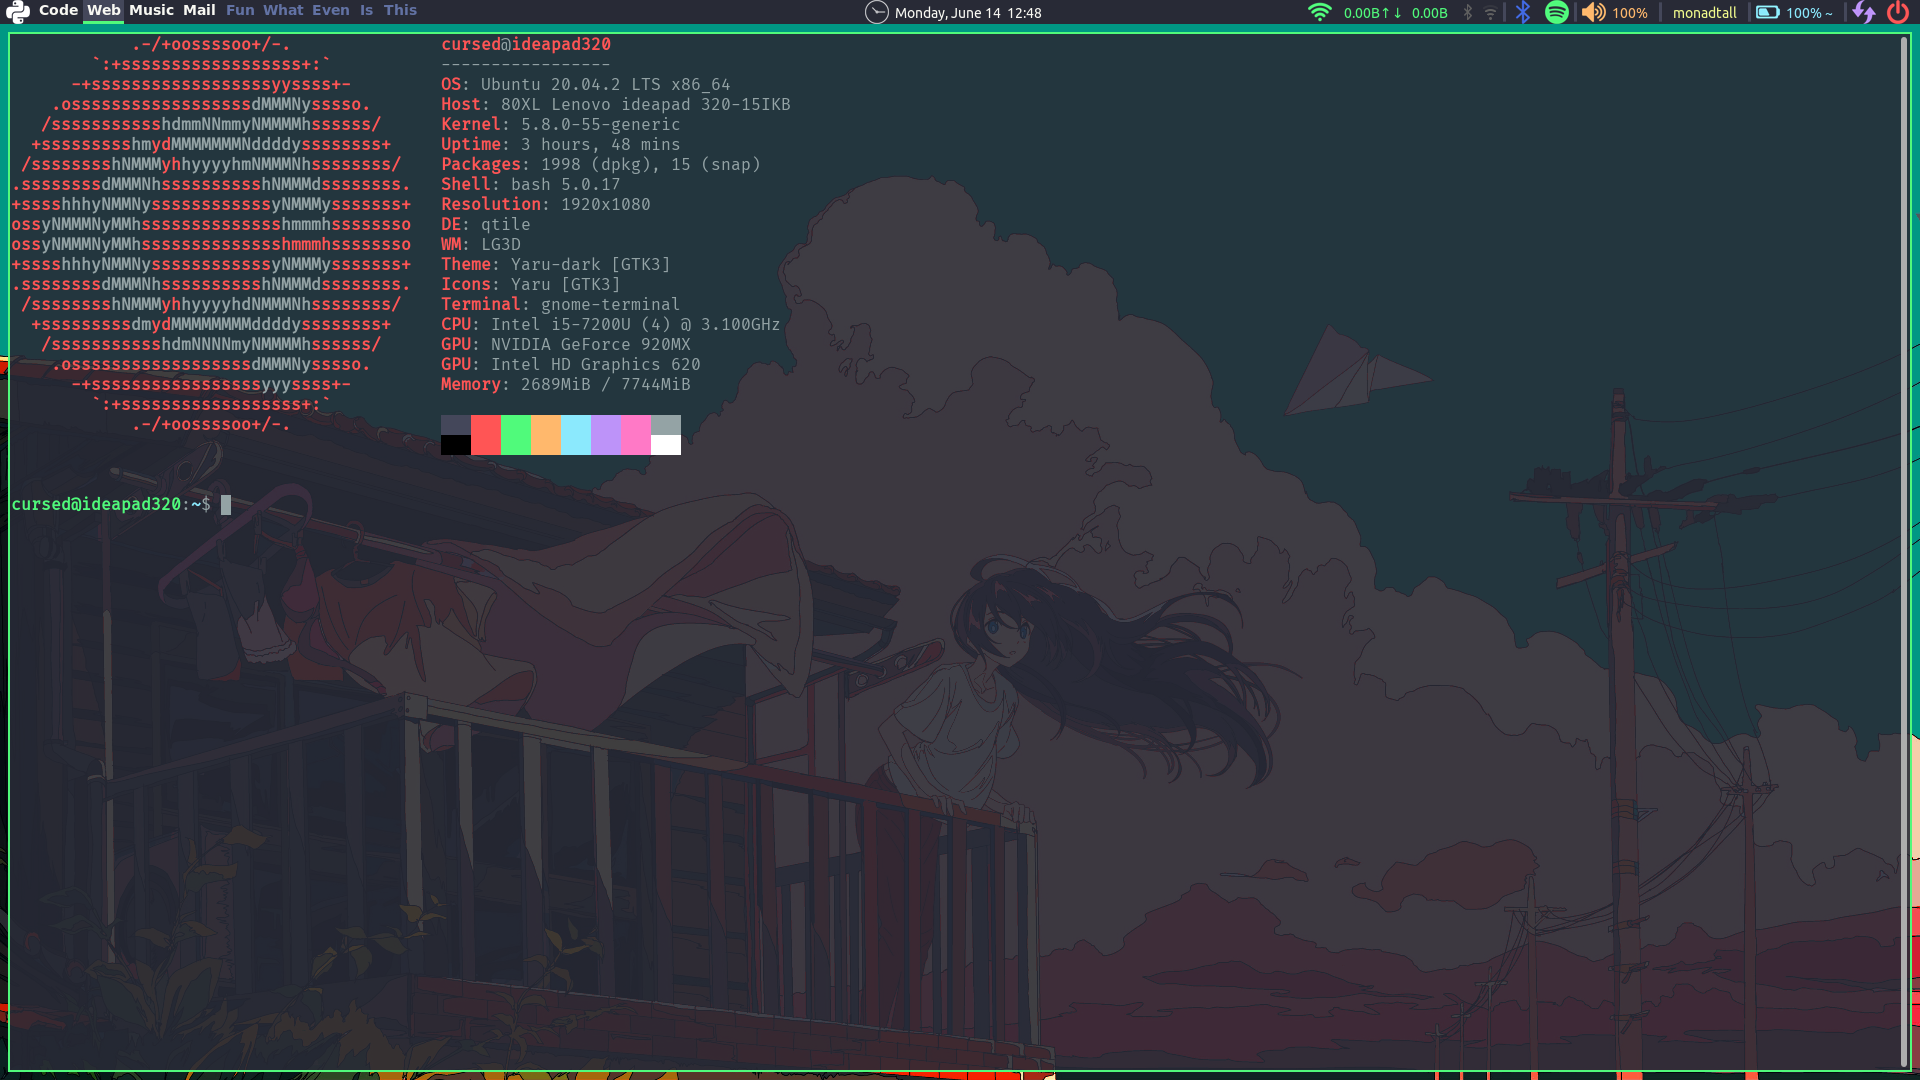 Code Web Music Mail Fun What Even Is This
Monday, June 14 12:48
0.00B↑↓ 0.00B
100%
monadtall
100% ~
.-/+oossssoo+/-.
`:+ssssssssssssssssss+:`
-+ssssssssssssssssssyyssss+-
.ossssssssssssssssssdMMMNysssso.
/ssssssssssshdmmNNmmyNMMMMhssssss/
+ssssssssshmydMMMMMMMNddddyssssssss+
/sssssssshNMMMyhhyyyyhmNMMMNhssssssss/
.ssssssssdMMMNhsssssssssshNMMMdssssssss.
+sssshhhyNMMNyssssssssssssyNMMMysssssss+
ossyNMMMNyMMhsssssssssssssshmmmhssssssso
ossyNMMMNyMMhsssssssssssssshmmmhssssssso
+sssshhhyNMMNyssssssssssssyNMMMysssssss+
.ssssssssdMMMNhsssssssssshNMMMdssssssss.
/sssssssshNMMMyhhyyyyhdNMMMNhssssssss/
+sssssssssdmydMMMMMMMMddddyssssssss+
/ssssssssssshdmNNNNmyNMMMMhssssss/
.ossssssssssssssssssdMMMNysssso.
-+sssssssssssssssssyyyssss+-
`:+ssssssssssssssssss+:`
.-/+oossssoo+/-.
cursed@ideapad320
-----------------
OS: Ubuntu 20.04.2 LTS x86_64
Host: 80XL Lenovo ideapad 320-15IKB
Kernel: 5.8.0-55-generic
Uptime: 3 hours, 48 mins
Packages: 1998 (dpkg), 15 (snap)
Shell: bash 5.0.17
Resolution: 1920x1080
DE: qtile
WM: LG3D
Theme: Yaru-dark [GTK3]
Icons: Yaru [GTK3]
Terminal: gnome-terminal
CPU: Intel i5-7200U (4) @ 3.100GHz
GPU: NVIDIA GeForce 920MX
GPU: Intel HD Graphics 620
Memory: 2689MiB / 7744MiB
cursed@ideapad320:~$